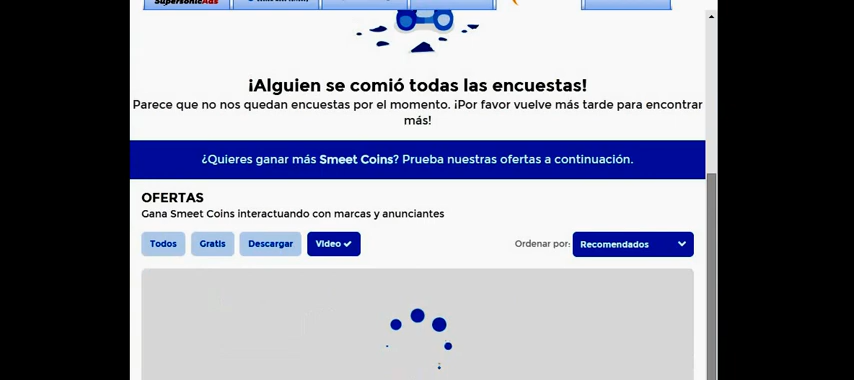 SupersonicAds
¡Alguien se comió todas las encuestas!
Parece que no nos quedan encuestas por el momento. ¡Por favor vuelve más tarde para encontrar
más!
¿Quieres ganar más Smeet Coins? Prueba nuestras ofertas a continuación.
OFERTAS
Gana Smeet Coins interactuando con marcas y anunciantes
Todos Gratis Descargar Video ✓ Ordenar por: Recomendados